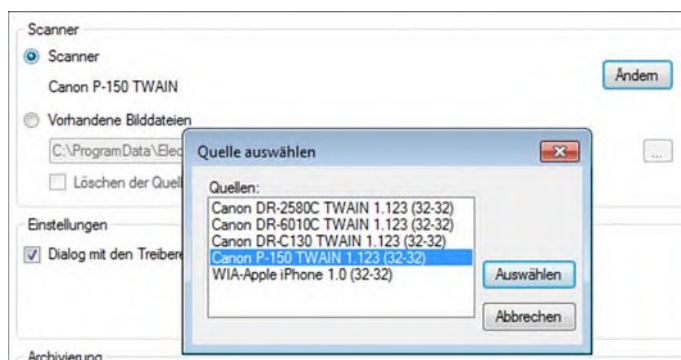 Scanner
Scanner
Canon P-150 TWAIN
Ändern
Vorhandene Bilddateien
C:\ProgramData\Elec
...
Löschen der Quell
Einstellungen
Dialog mit den Treibere
Archivierung
Quelle auswählen
Quellen:
Canon DR-2580C TWAIN 1.123 (32-32)
Canon DR-6010C TWAIN 1.123 (32-32)
Canon DR-C130 TWAIN 1.123 (32-32)
Canon P-150 TWAIN 1.123 (32-32)
WIA-Apple iPhone 1.0 (32-32)
Auswählen
Abbrechen